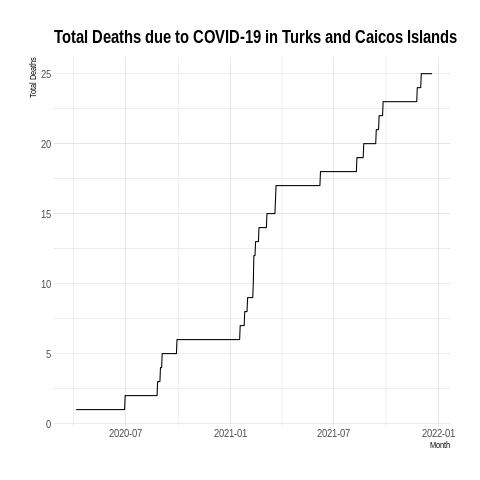 Total Deaths due to COVID-19 in Turks and Caicos Islands
Total Deaths
25
20
15
10
5
0
2020-07 2021-01 2021-07 2022-01
Month